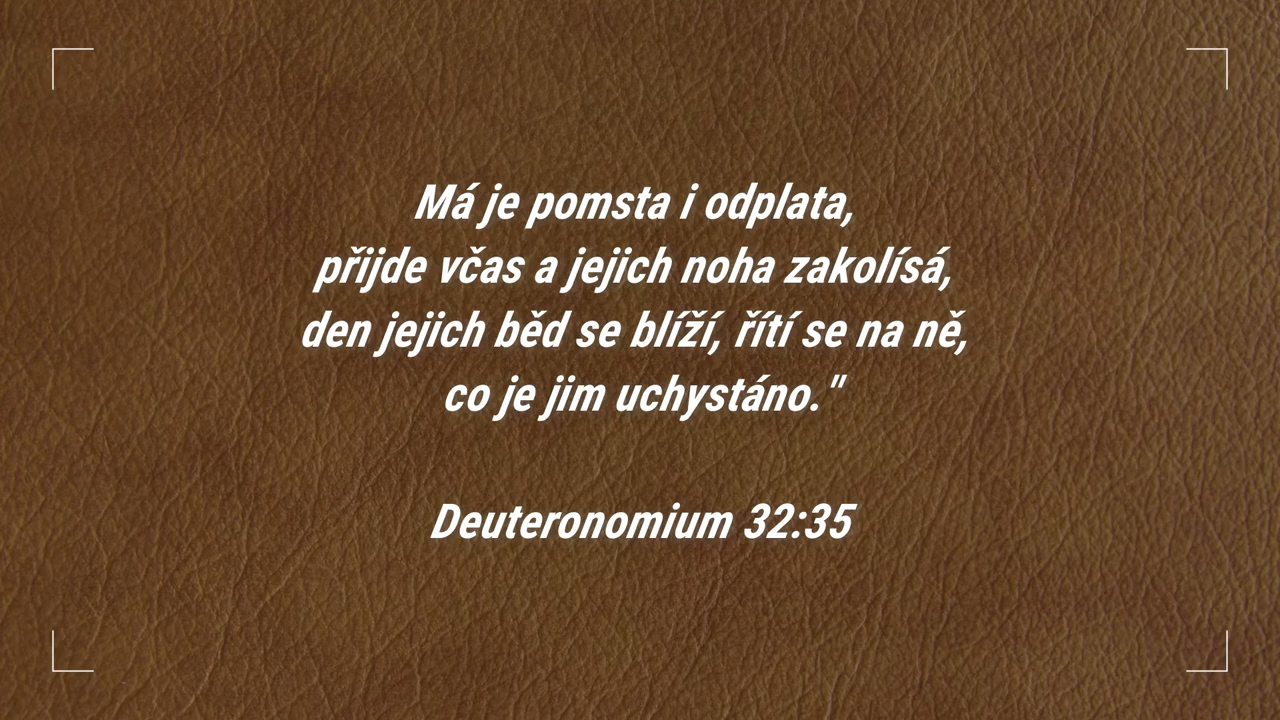 Má je pomsta i odplata,
přijde včas a jejich noha zakolísá,
den jejich běd se blíží, řítí se na ně,
co je jim uchystáno."
Deuteronomium 32:35